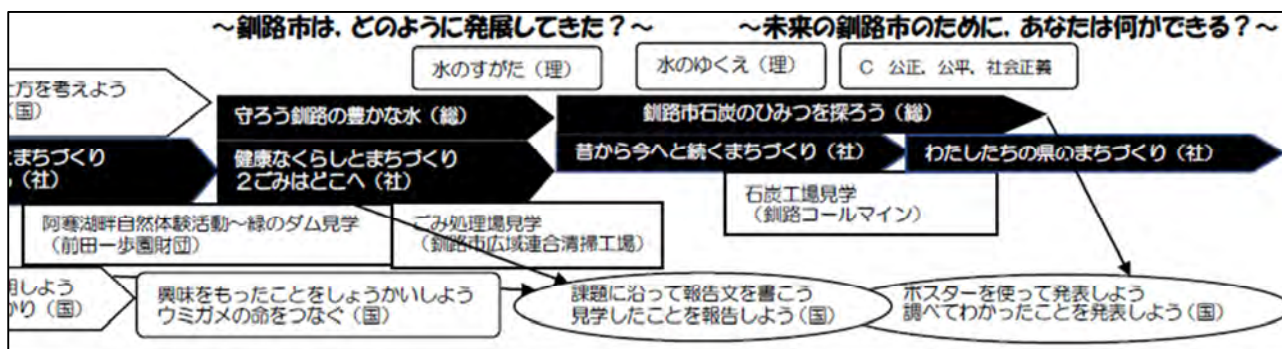 ～釧路市は，どのように発展してきた？～
～未来の釧路市のために，あなたは何ができる？～
水のすがた（理）
水のゆくえ（理）
C 公正，公平，社会正義
方を考えよう
（国）
守ろう釧路の豊かな水（総）
釧路市石炭のひみつを探ろう（総）
とまちづくり
（社）
健康なくらしとまちづくり
２ごみはどこへ（社）
昔から今へと続くまちづくり（社）
わたしたちの県のまちづくり（社）
阿寒湖畔自然体験活動～緑のダム見学
（前田一歩園財団）
ごみ処理場見学
（釧路市広域連合清掃工場）
石炭工場見学
（釧路コールマイン）
しよう
かり（国）
興味をもったことをしょうかいしよう
ウミガメの命をつなぐ（国）
課題に沿って報告文を書こう
見学したことを報告しよう（国）
ポスターを使って発表しよう
調べてわかったことを発表しよう（国）